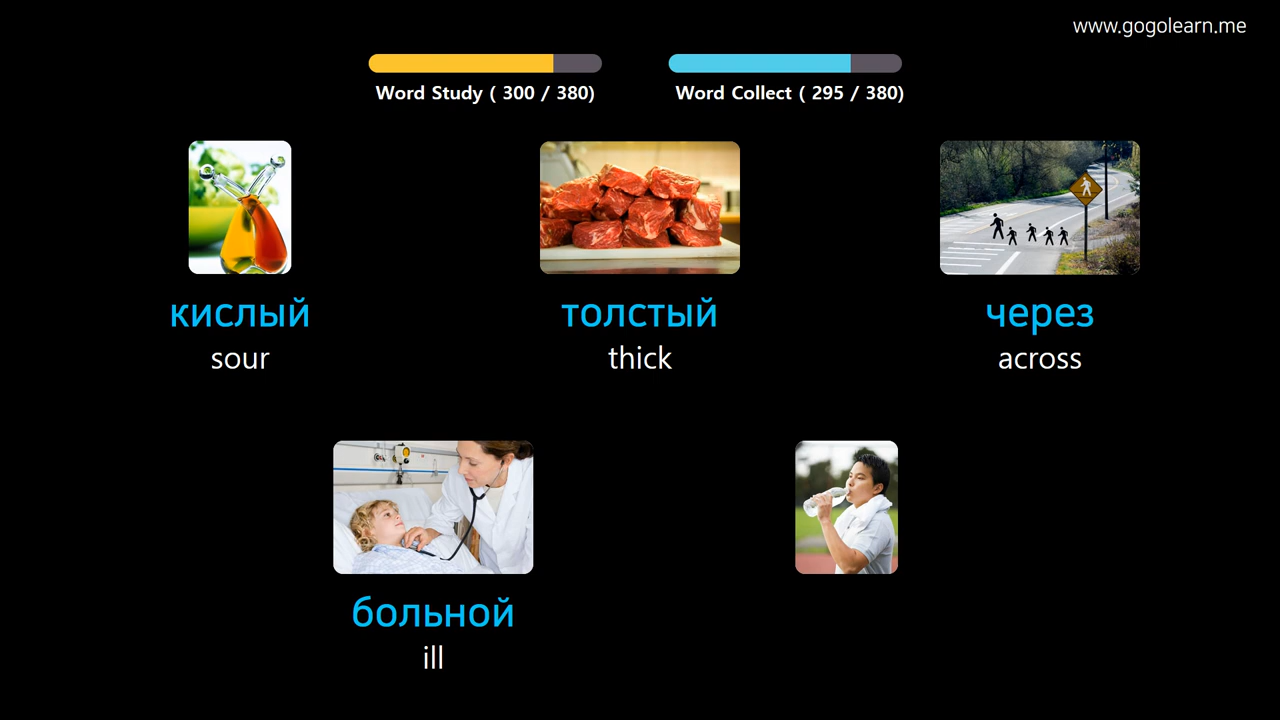 www.gogolearn.me
Word Study ( 300 / 380)
Word Collect ( 295 / 380)
кислый
sour
толстый
thick
через
across
больной
ill